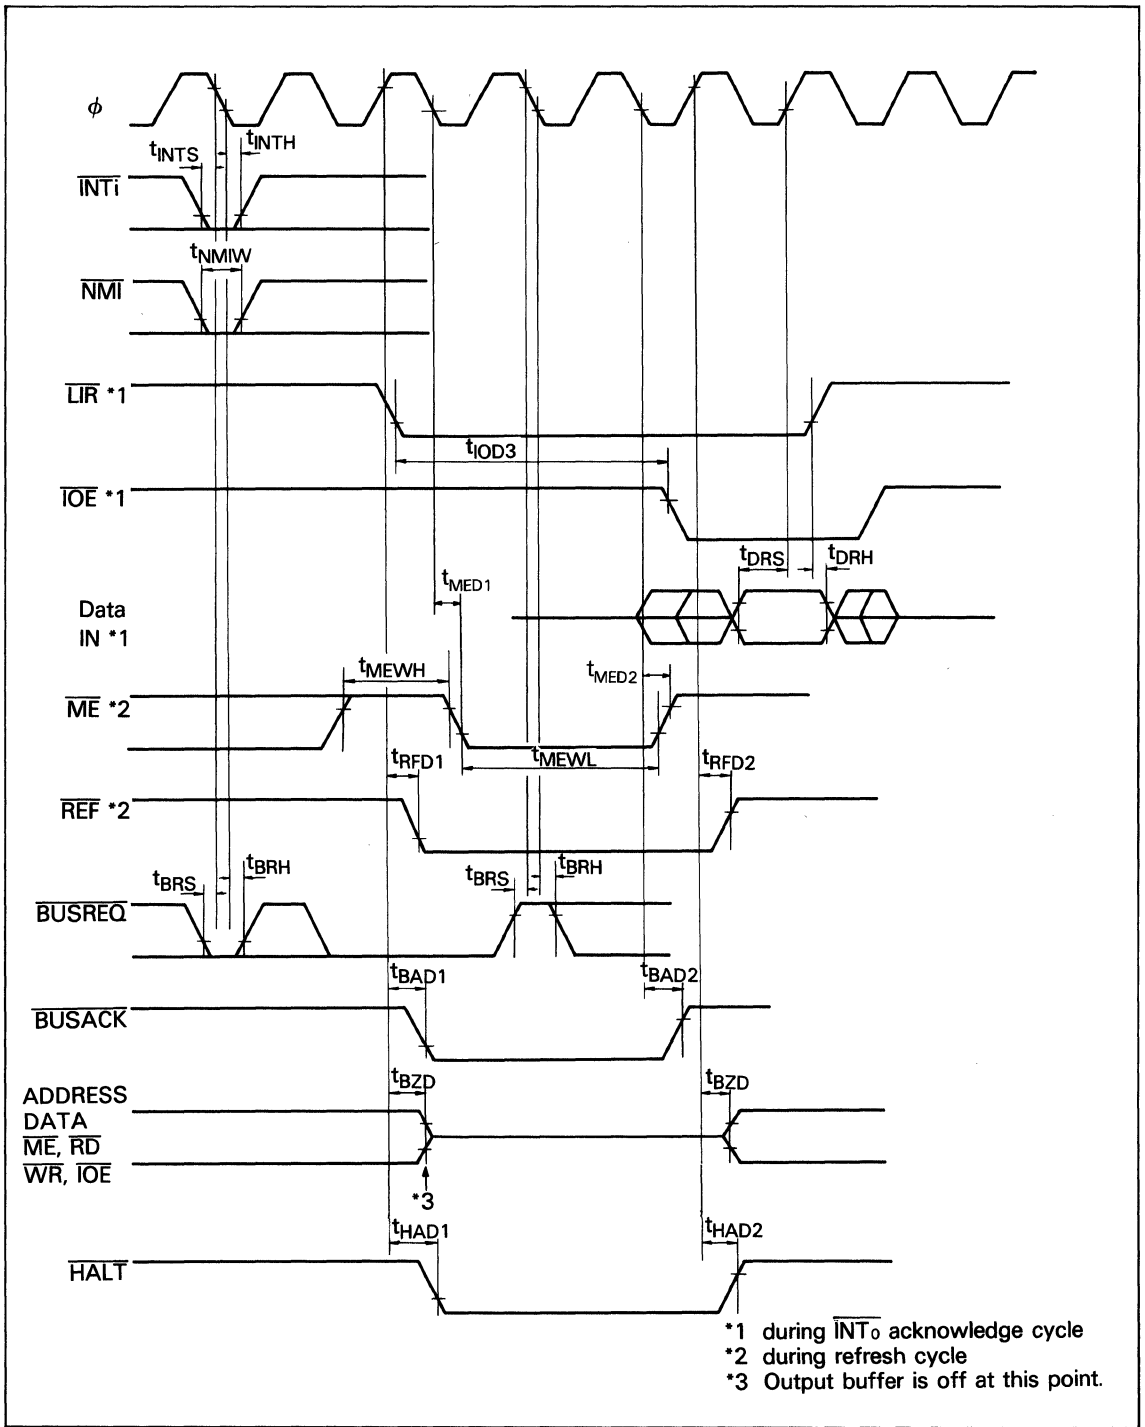 ϕ
tINTS tINTH
INTi
tNMIW
NMI
LIR *1
tIOD3
IOE *1
tDRS tDRH
tMED1
Data
IN *1
tMEWH
tMED2
ME *2
tMEWL
tRFD1 tRFD2
REF *2
tBRS tBRH tBRS tBRH
BUSREQ
tBAD1 tBAD2
BUSACK
tBZD tBZD
ADDRESS
DATA
ME, RD
WR, IOE
*3
tHAD1 tHAD2
HALT
*1 during INT0 acknowledge cycle
*2 during refresh cycle
*3 Output buffer is off at this point.